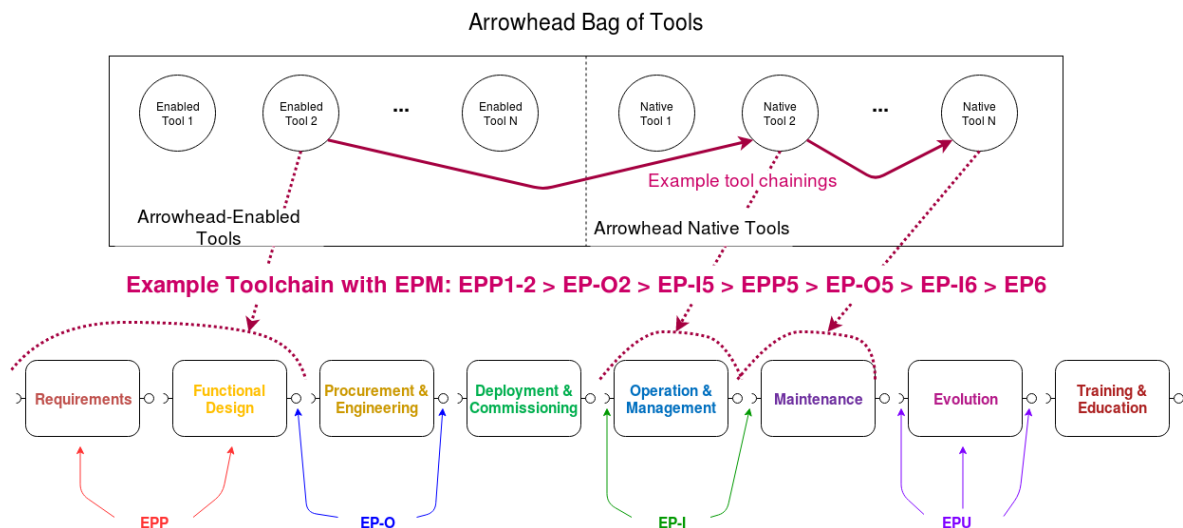 Arrowhead Bag of Tools
Enabled
Tool 1
Enabled
Tool 2
...
Enabled
Tool N
Native
Tool 1
Native
Tool 2
...
Native
Tool N
Example tool chainings
Arrowhead-Enabled
Tools
Arrowhead Native Tools
Example Toolchain with EPM: EPP1-2 > EP-O2 > EP-I5 > EPP5 > EP-O5 > EP-I6 > EP6
Requirements
Functional
Design
Procurement &
Engineering
Deployment &
Commissioning
Operation &
Management
Maintenance
Evolution
Training &
Education
EPP
EP-O
EP-I
EPU